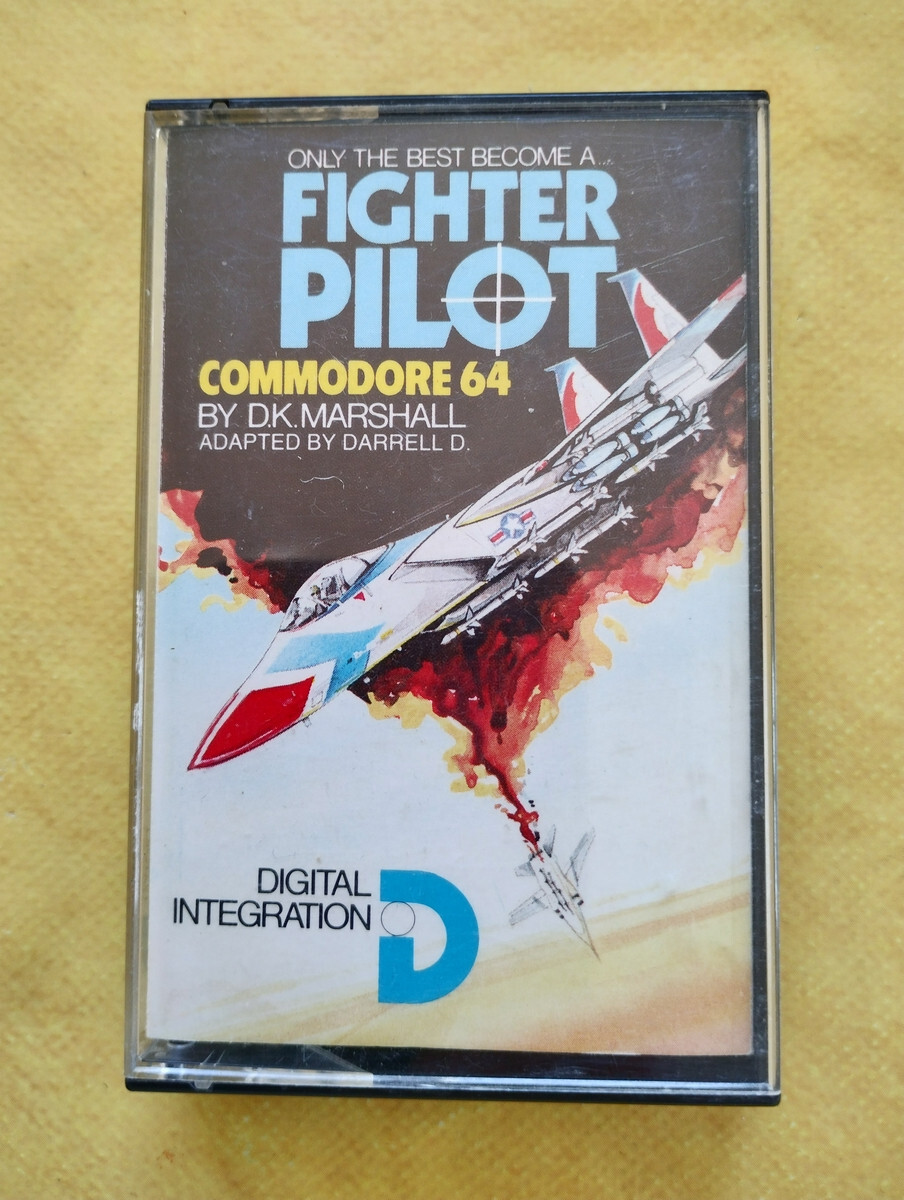 ONLY THE BEST BECOME A...
FIGHTER
PILOT
COMMODORE 64
BY D.K. MARSHALL
ADAPTED BY DARRELL D.
DIGITAL
INTEGRATION
D